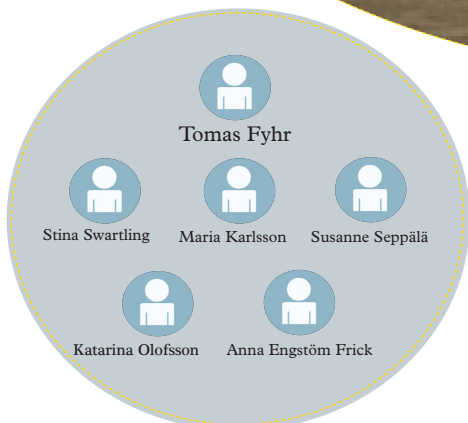 Tomas Fyhr
Stina Swartling Maria Karlsson Susanne Seppälä
Katarina Olofsson Anna Engstöm Frick